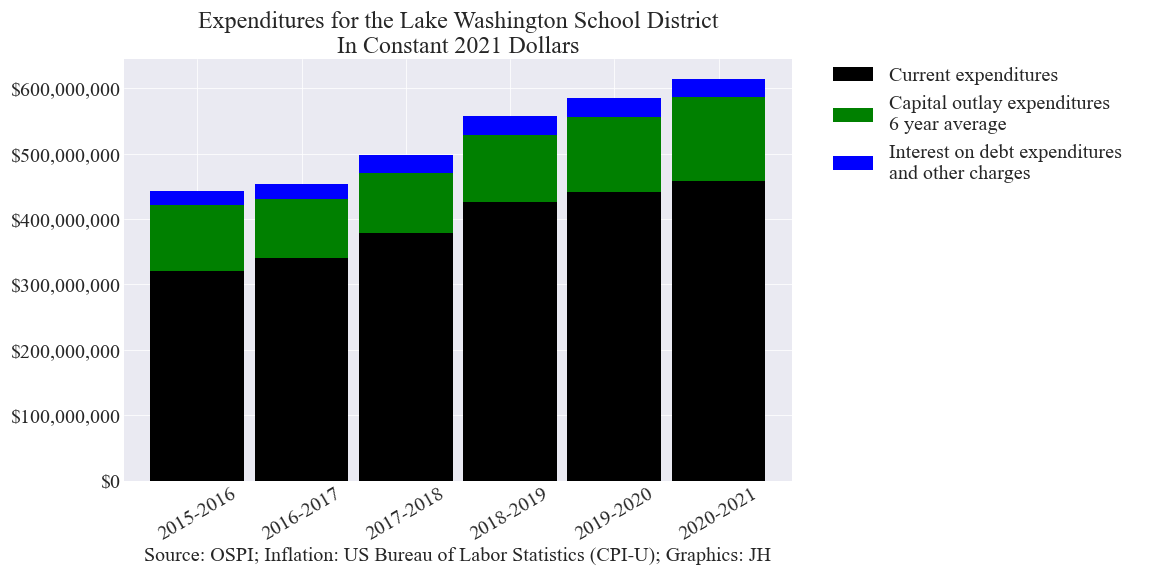 Expenditures for the Lake Washington School District
In Constant 2021 Dollars
$600,000,000
$500,000,000
$400,000,000
$300,000,000
$200,000,000
$100,000,000
$0
2015-2016
2016-2017
2017-2018
2018-2019
2019-2020
2020-2021
Source: OSPI; Inflation: US Bureau of Labor Statistics (CPI-U); Graphics: JH
Current expenditures
Capital outlay expenditures
6 year average
Interest on debt expenditures
and other charges